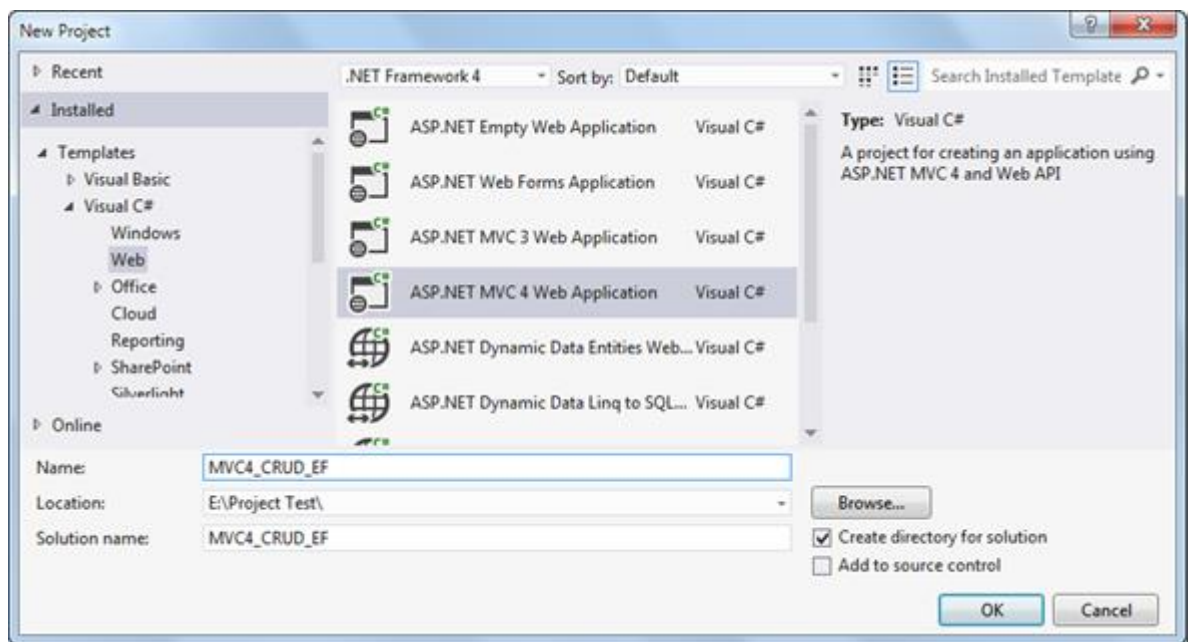 New Project
Recent
.NET Framework 4
Sort by: Default
Search Installed Template
Installed
Templates
Visual Basic
Visual C#
Windows
Web
Office
Cloud
Reporting
SharePoint
Silverlight
Online
ASP.NET Empty Web Application Visual C#
ASP.NET Web Forms Application Visual C#
ASP.NET MVC 3 Web Application Visual C#
ASP.NET MVC 4 Web Application Visual C#
ASP.NET Dynamic Data Entities Web... Visual C#
ASP.NET Dynamic Data Linq to SQL... Visual C#
Type: Visual C#
A project for creating an application using
ASP.NET MVC 4 and Web API
Name: MVC4_CRUD_EF
Location: E:\Project Test\
Browse...
Solution name: MVC4_CRUD_EF
Create directory for solution
Add to source control
OK
Cancel